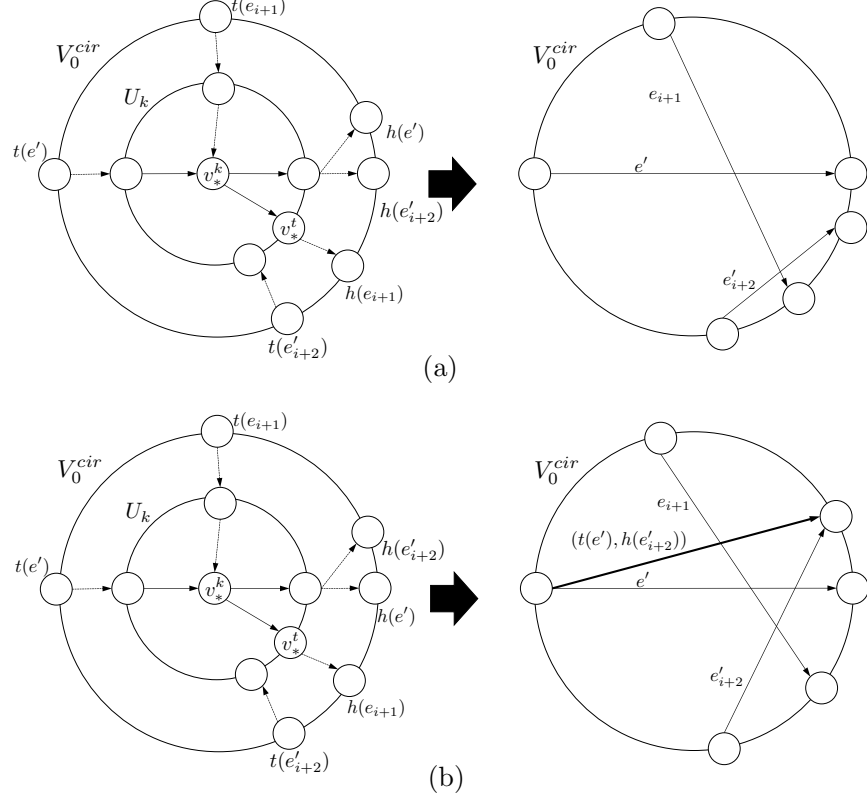 t(e_{i+1})
V_0^{cir}
V_0^{cir}
U_k
e_{i+1}
h(e')
t(e')
v_*^k
e'
h(e'_{i+2})
v_*^t
e'_{i+2}
h(e_{i+1})
t(e'_{i+2})
(a)
t(e_{i+1})
V_0^{cir}
V_0^{cir}
U_k
e_{i+1}
h(e'_{i+2})
(t(e'), h(e'_{i+2}))
t(e')
v_*^k
e'
h(e')
v_*^t
e'_{i+2}
h(e_{i+1})
t(e'_{i+2})
(b)